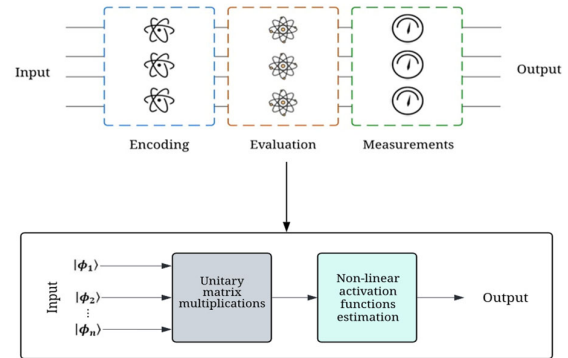 Input
Output
Encoding
Evaluation
Measurements
Input
|ϕ₁⟩
|ϕ₂⟩
⋮
|ϕₙ⟩
Unitary
matrix
multiplications
Non-linear
activation
functions
estimation
Output